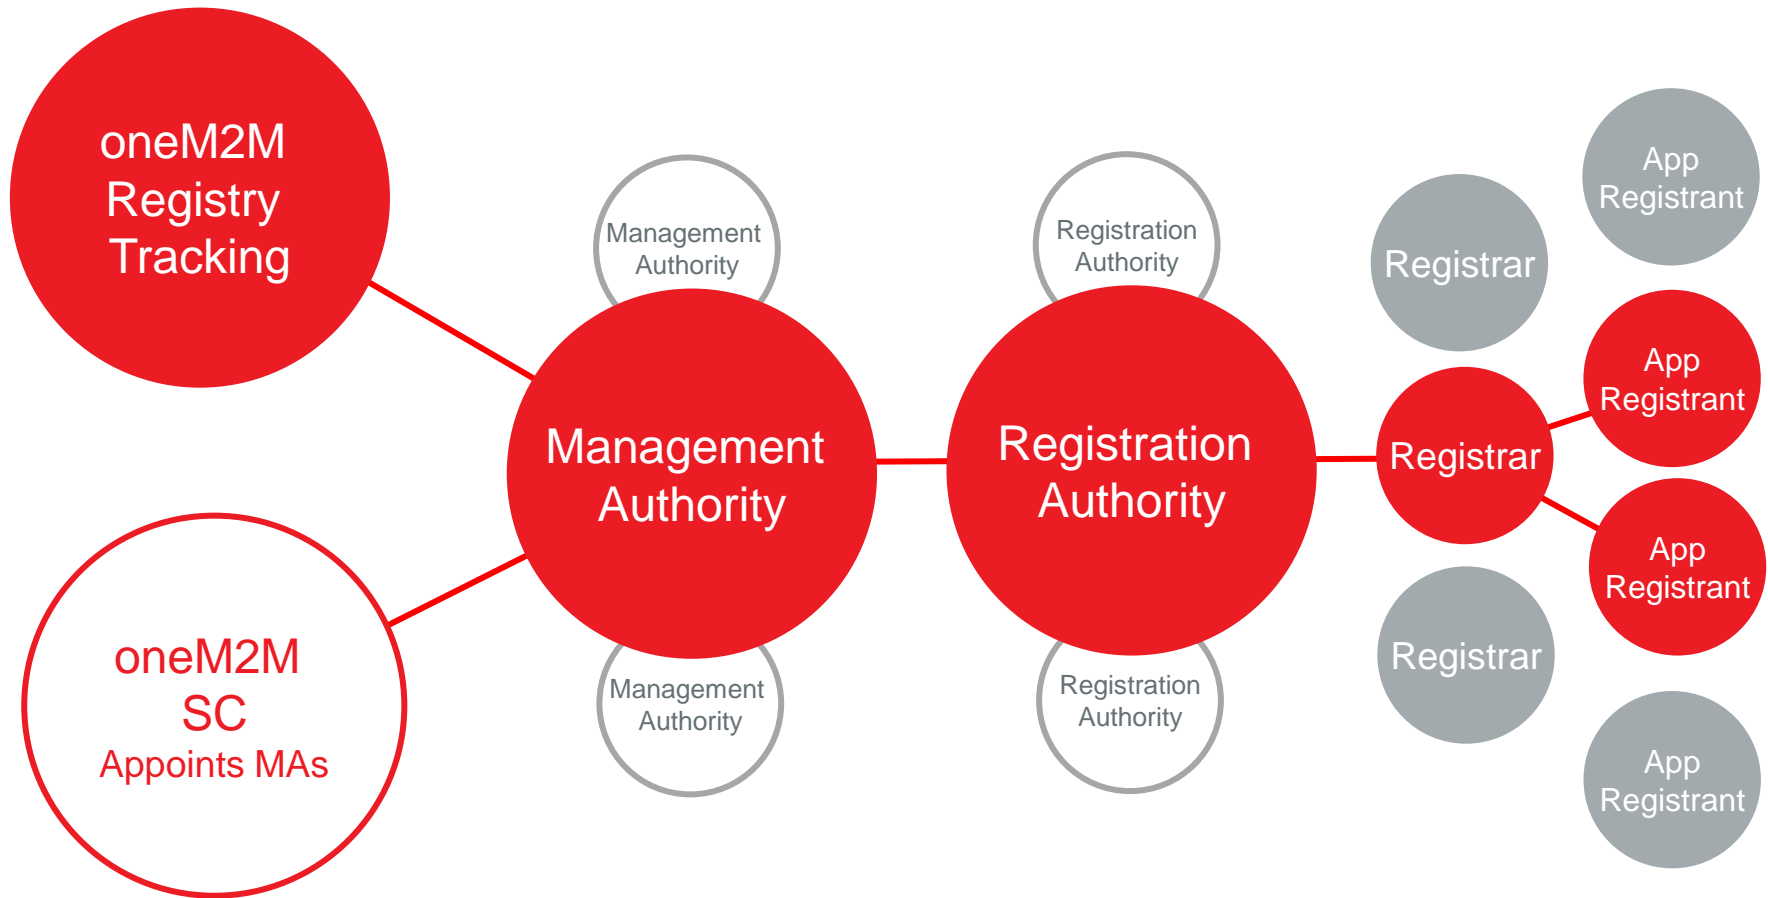 oneM2M
Registry
Tracking
oneM2M
SC
Appoints MAs
Management
Authority
Management
Authority
Management
Authority
Registration
Authority
Registration
Authority
Registration
Authority
Registrar
Registrar
Registrar
App
Registrant
App
Registrant
App
Registrant
App
Registrant